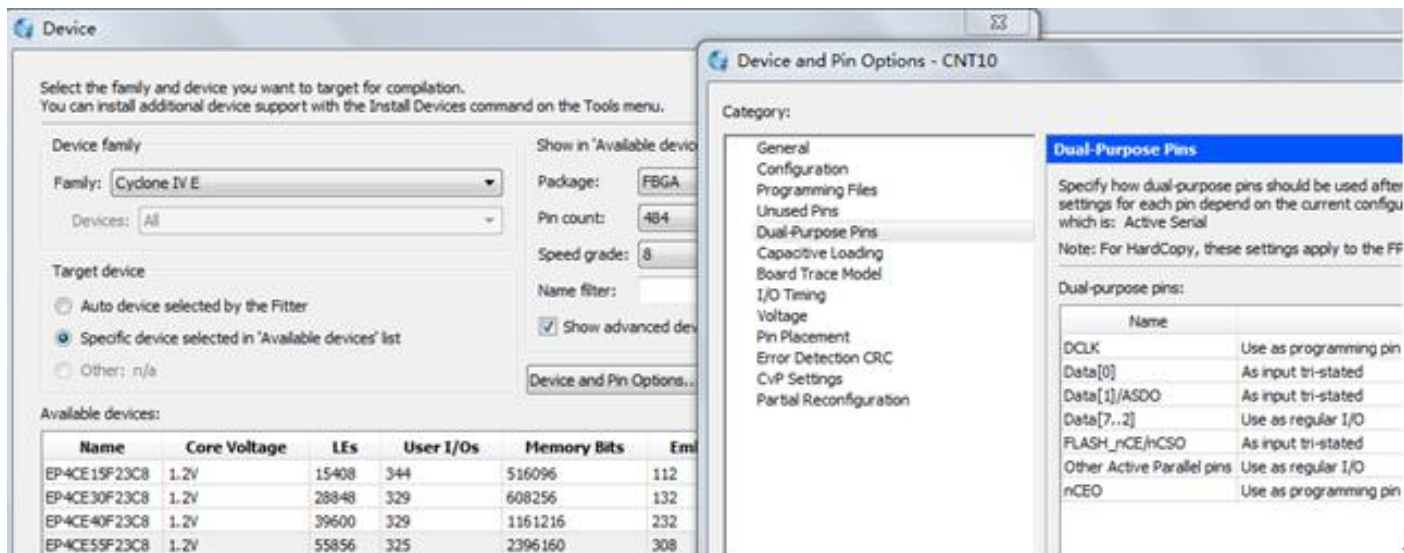 Device
Select the family and device you want to target for compilation.
You can install additional device support with the Install Devices command on the Tools menu.
Device family
Family: Cyclone IV E
Devices: All
Target device
Auto device selected by the Fitter
Specific device selected in 'Available devices' list
Other: n/a
Show in 'Available devic
Package: FBGA
Pin count: 484
Speed grade: 8
Name filter:
Show advanced dev
Device and Pin Options...
Available devices:
Name Core Voltage LEs User I/Os Memory Bits Em
EP4CE15F23C8 1.2V 15408 344 516096 112
EP4CE30F23C8 1.2V 28848 329 608256 132
EP4CE40F23C8 1.2V 39600 329 1161216 232
EP4CE55F23C8 1.2V 55856 325 2396160 308
Device and Pin Options - CNT10
Category:
General
Configuration
Programming Files
Unused Pins
Dual-Purpose Pins
Capacitive Loading
Board Trace Model
I/O Timing
Voltage
Pin Placement
Error Detection CRC
CvP Settings
Partial Reconfiguration
Dual-Purpose Pins
Specify how dual-purpose pins should be used after
settings for each pin depend on the current configu
which is: Active Serial
Note: For HardCopy, these settings apply to the FP
Dual-purpose pins:
Name
DCLK Use as programming pin
Data[0] As input tri-stated
Data[1]/ASDO As input tri-stated
Data[7..2] Use as regular I/O
FLASH_nCE/nCSO As input tri-stated
Other Active Parallel pins Use as regular I/O
nCEO Use as programming pin